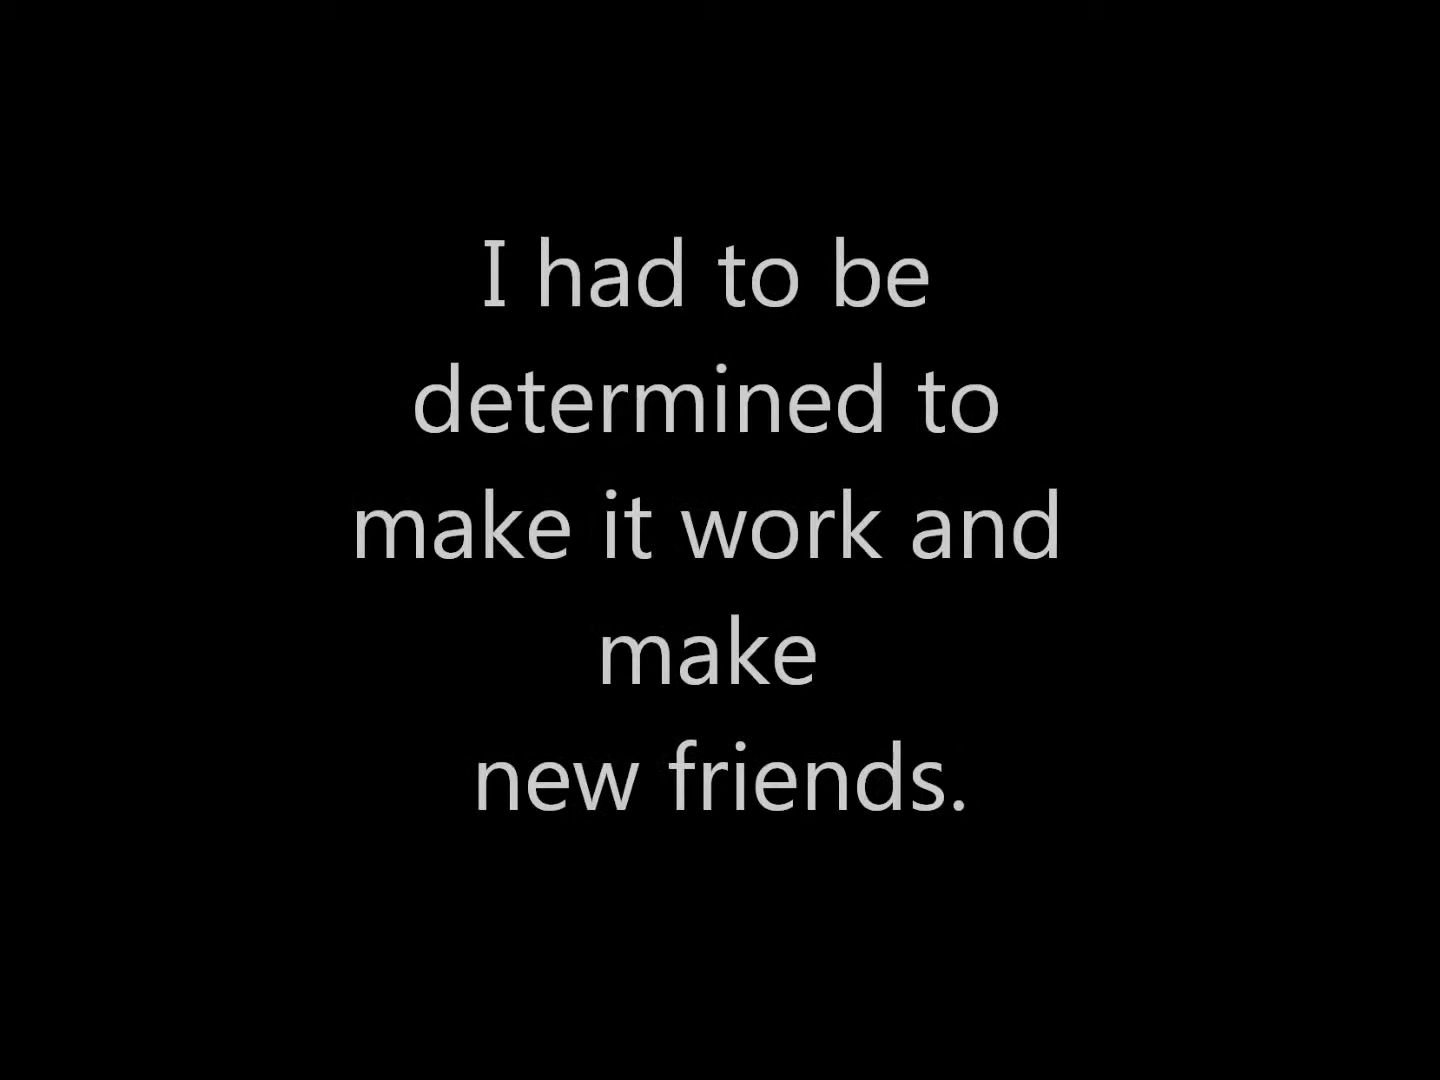 I had to be
determined to
make it work and
make
new friends.